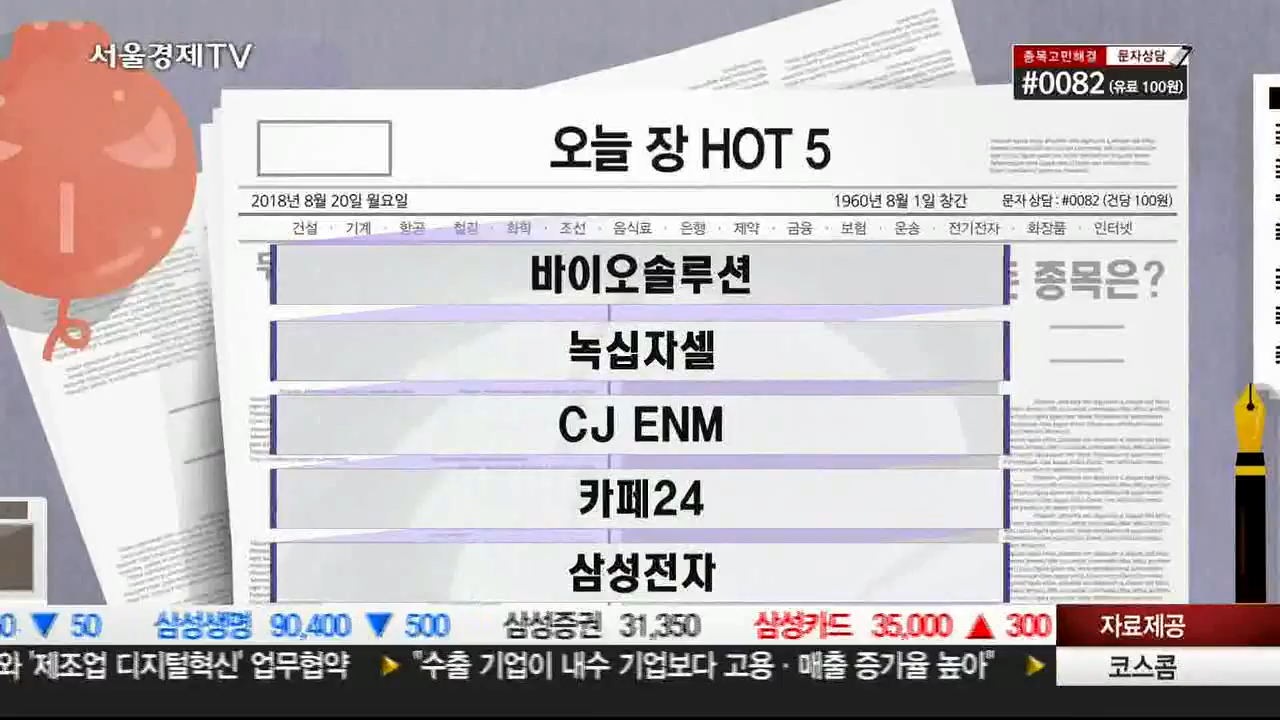 서울경제TV
종목고민해결 문자상담
#0082 (유료 100원)
오늘 장 HOT 5
2018년 8월 20일 월요일 1960년 8월 1일 창간 문자 상담 : #0082 (건당 100원)
건설 · 기계 · 항공 · 철강 · 화학 · 조선 · 음식료 · 은행 · 제약 · 금융 · 보험 · 운송 · 전기전자 · 화장품 · 인터넷
종목은?
바이오솔루션
녹십자셀
CJ ENM
카페24
삼성전자
▼ 50 삼성생명 90,400 ▼ 500 삼성증권 31,350 삼성카드 35,000 ▲ 300
자료제공
와 '제조업 디지털혁신' 업무협약 ▶ "수출 기업이 내수 기업보다 고용·매출 증가율 높아" ▶
코스콤